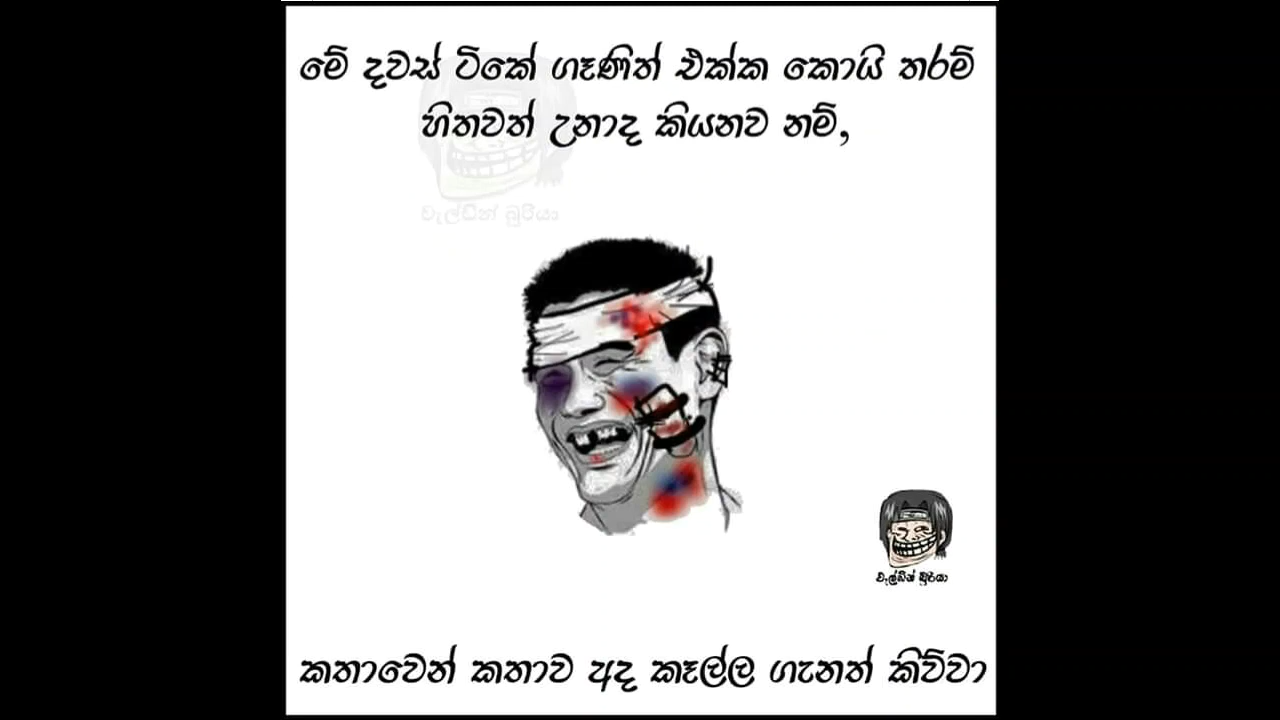 මේ දවස් ටිකේ ගෑණිත් එක්ක කොයි තරම්
හිතවත් උනාද කියනව නම්,
වැල්ඩින් බූරියා
වැල්ඩින් බූරියා
කතාවෙන් කතාව අද කෑල්ල ගැනත් කිව්වා